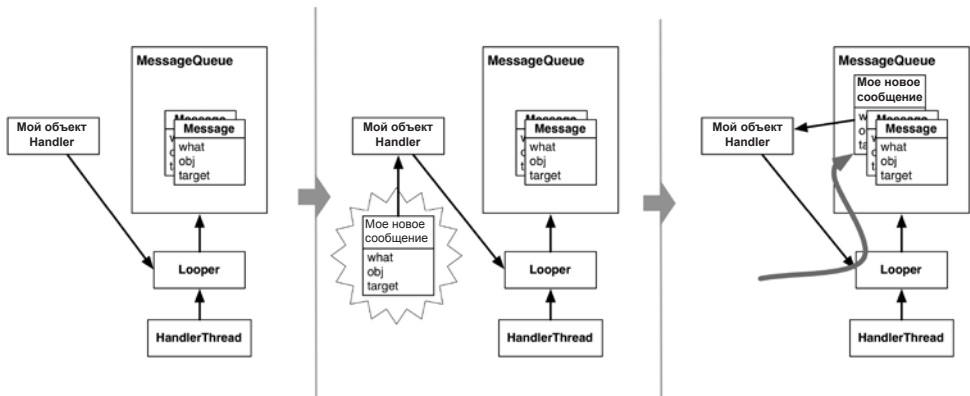 MessageQueue
Message
Message
what
obj
target
Мой объект
Handler
Looper
HandlerThread
MessageQueue
Message
Message
what
obj
target
Мой объект
Handler
Мое новое
сообщение
what
obj
target
Looper
HandlerThread
MessageQueue
Мое новое
сообщение
Message
what
obj
target
Мой объект
Handler
Looper
HandlerThread